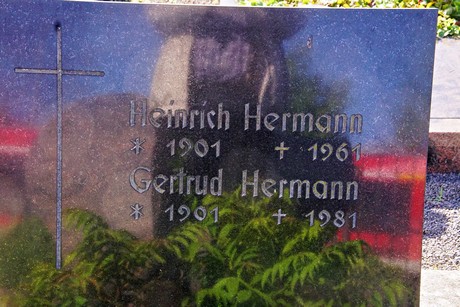 Heinrich Hermann
* 1901 + 1961
Gertrud Hermann
* 1901 + 1981